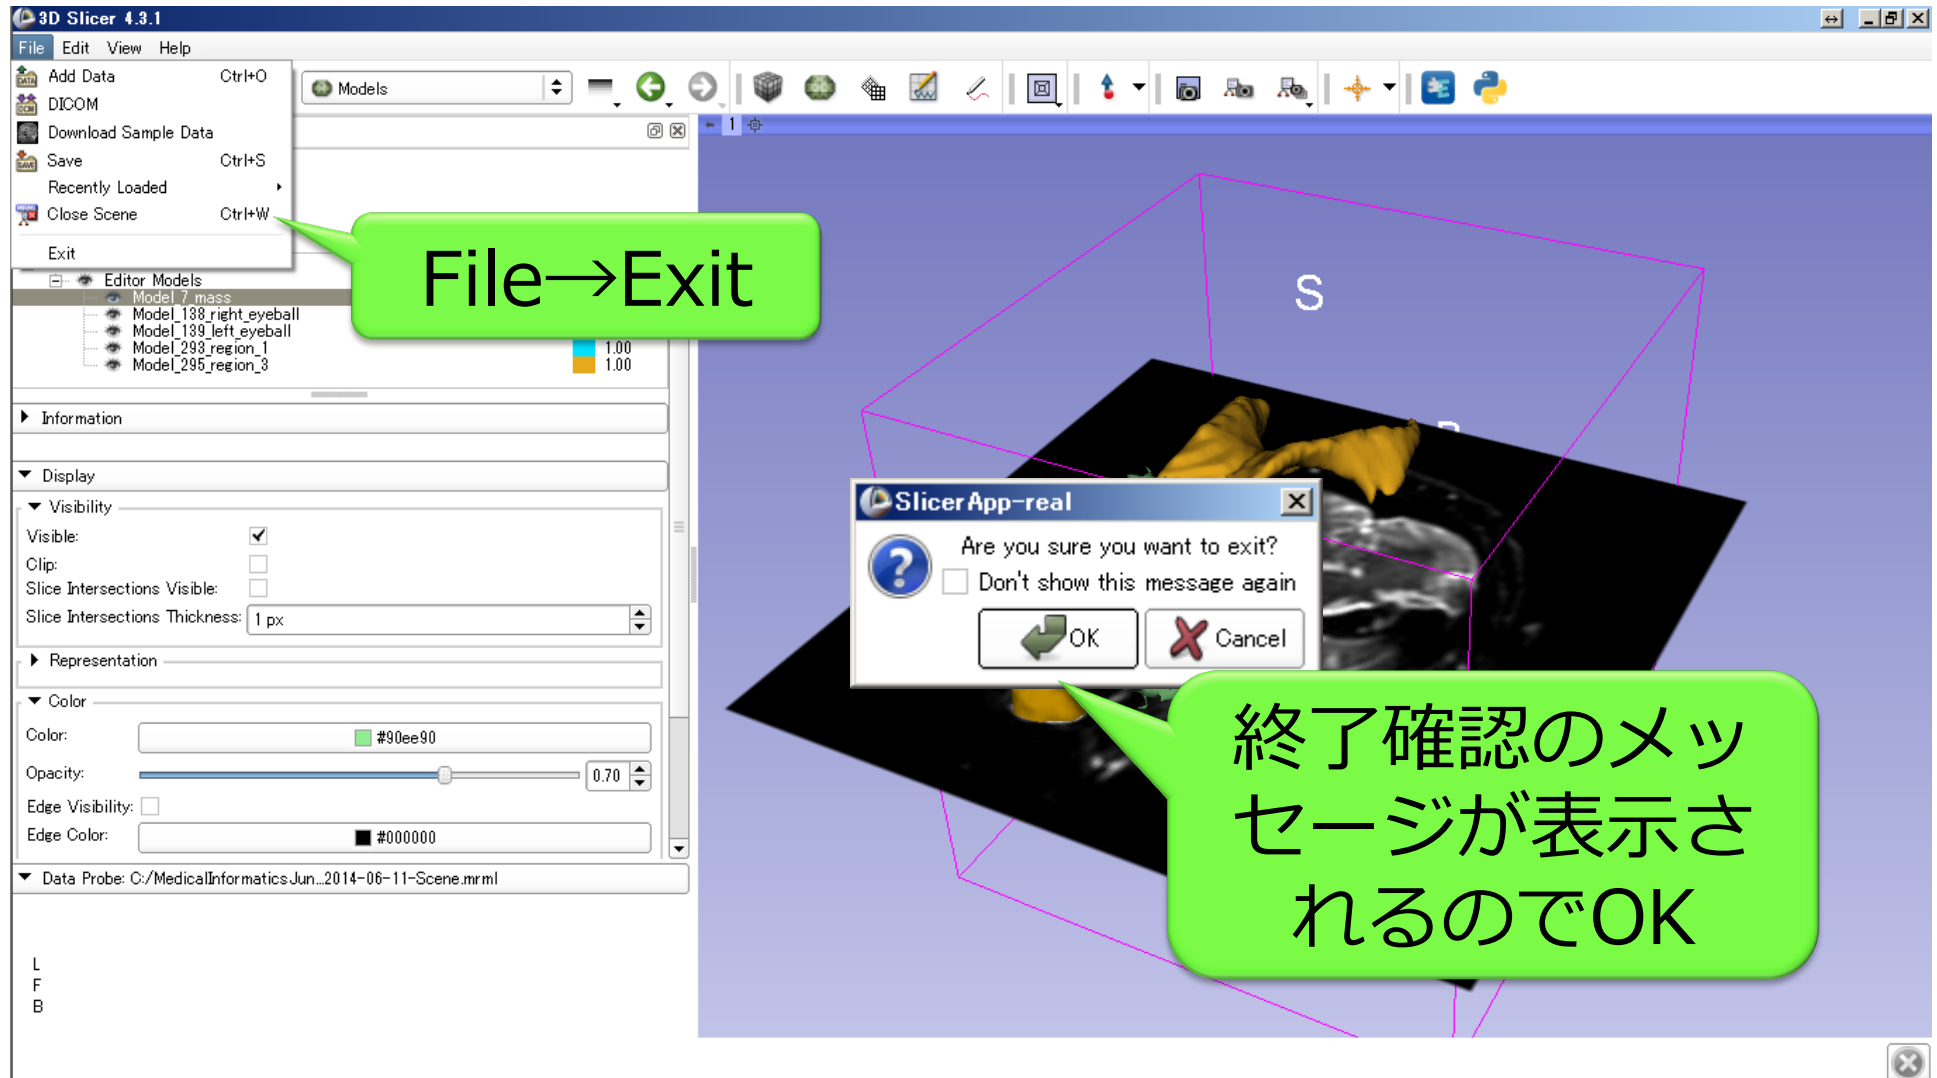 3D Slicer 4.3.1
File Edit View Help
Add Data Ctrl+O
DICOM
Download Sample Data
Save Ctrl+S
Recently Loaded
Close Scene Ctrl+W
Exit
Models
1
File→Exit
Editor Models
Model_7_mass
Model_138_right_eyeball
Model_139_left_eyeball
Model_293_region_1 1.00
Model_295_region_3 1.00
Information
Display
Visibility
Visible:
Clip:
Slice Intersections Visible:
Slice Intersections Thickness: 1 px
Representation
Color
Color: #90ee90
Opacity: 0.70
Edge Visibility:
Edge Color: #000000
Data Probe: C:/MedicalInformaticsJun...2014-06-11-Scene.mrml
L
F
B
S
SlicerApp-real
Are you sure you want to exit?
Don't show this message again
OK Cancel
終了確認のメッ
セージが表示さ
れるのでOK